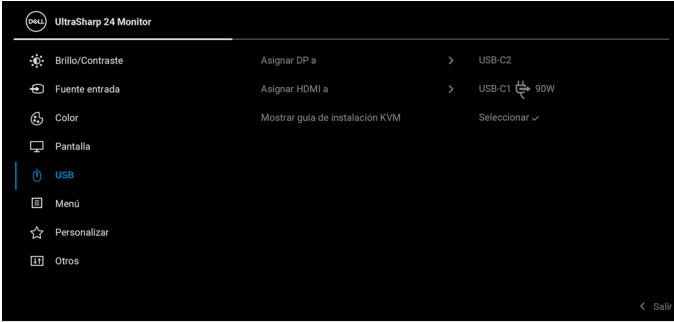 DELL UltraSharp 24 Monitor
Brillo/Contraste
Asignar DP a > USB-C2
Fuente entrada
Asignar HDMI a > USB-C1 90W
Color
Mostrar guía de instalación KVM Seleccionar ✓
Pantalla
USB
Menú
Personalizar
Otros
< Salir